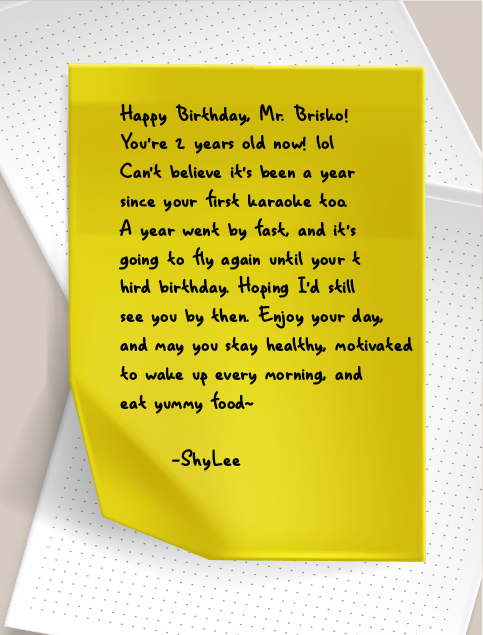 Happy Birthday, Mr. Brisko!
You're 2 years old now! lol
Can't believe it's been a year
since your first karaoke too.
A year went by fast, and it's
going to fly again until your t
hird birthday. Hoping I'd still
see you by then. Enjoy your day,
and may you stay healthy, motivated
to wake up every morning, and
eat yummy food~
-ShyLee